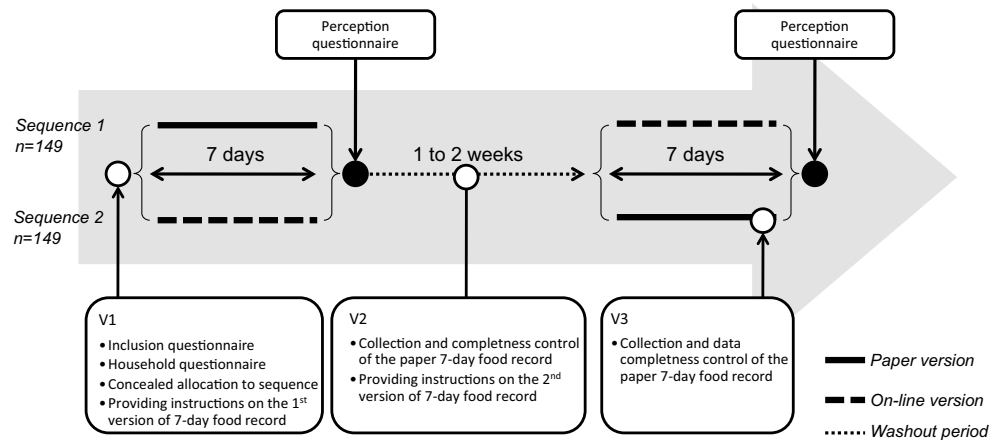 Perception
questionnaire
Perception
questionnaire
Sequence 1
n=149
7 days
1 to 2 weeks
7 days
Sequence 2
n=149
V1
• Inclusion questionnaire
• Household questionnaire
• Concealed allocation to sequence
• Providing instructions on the 1st
version of 7-day food record
V2
• Collection and completness control
of the paper 7-day food record
• Providing instructions on the 2nd
version of 7-day food record
V3
• Collection and data
completness control of the
paper 7-day food record
Paper version
On-line version
Washout period